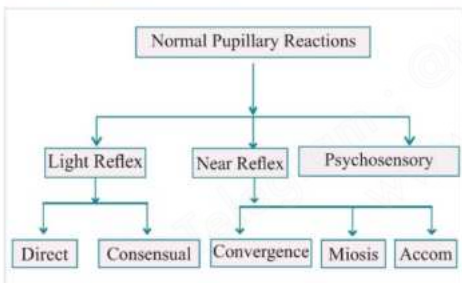 Normal Pupillary Reactions
Light Reflex
Near Reflex
Psychosensory
Direct
Consensual
Convergence
Miosis
Accom